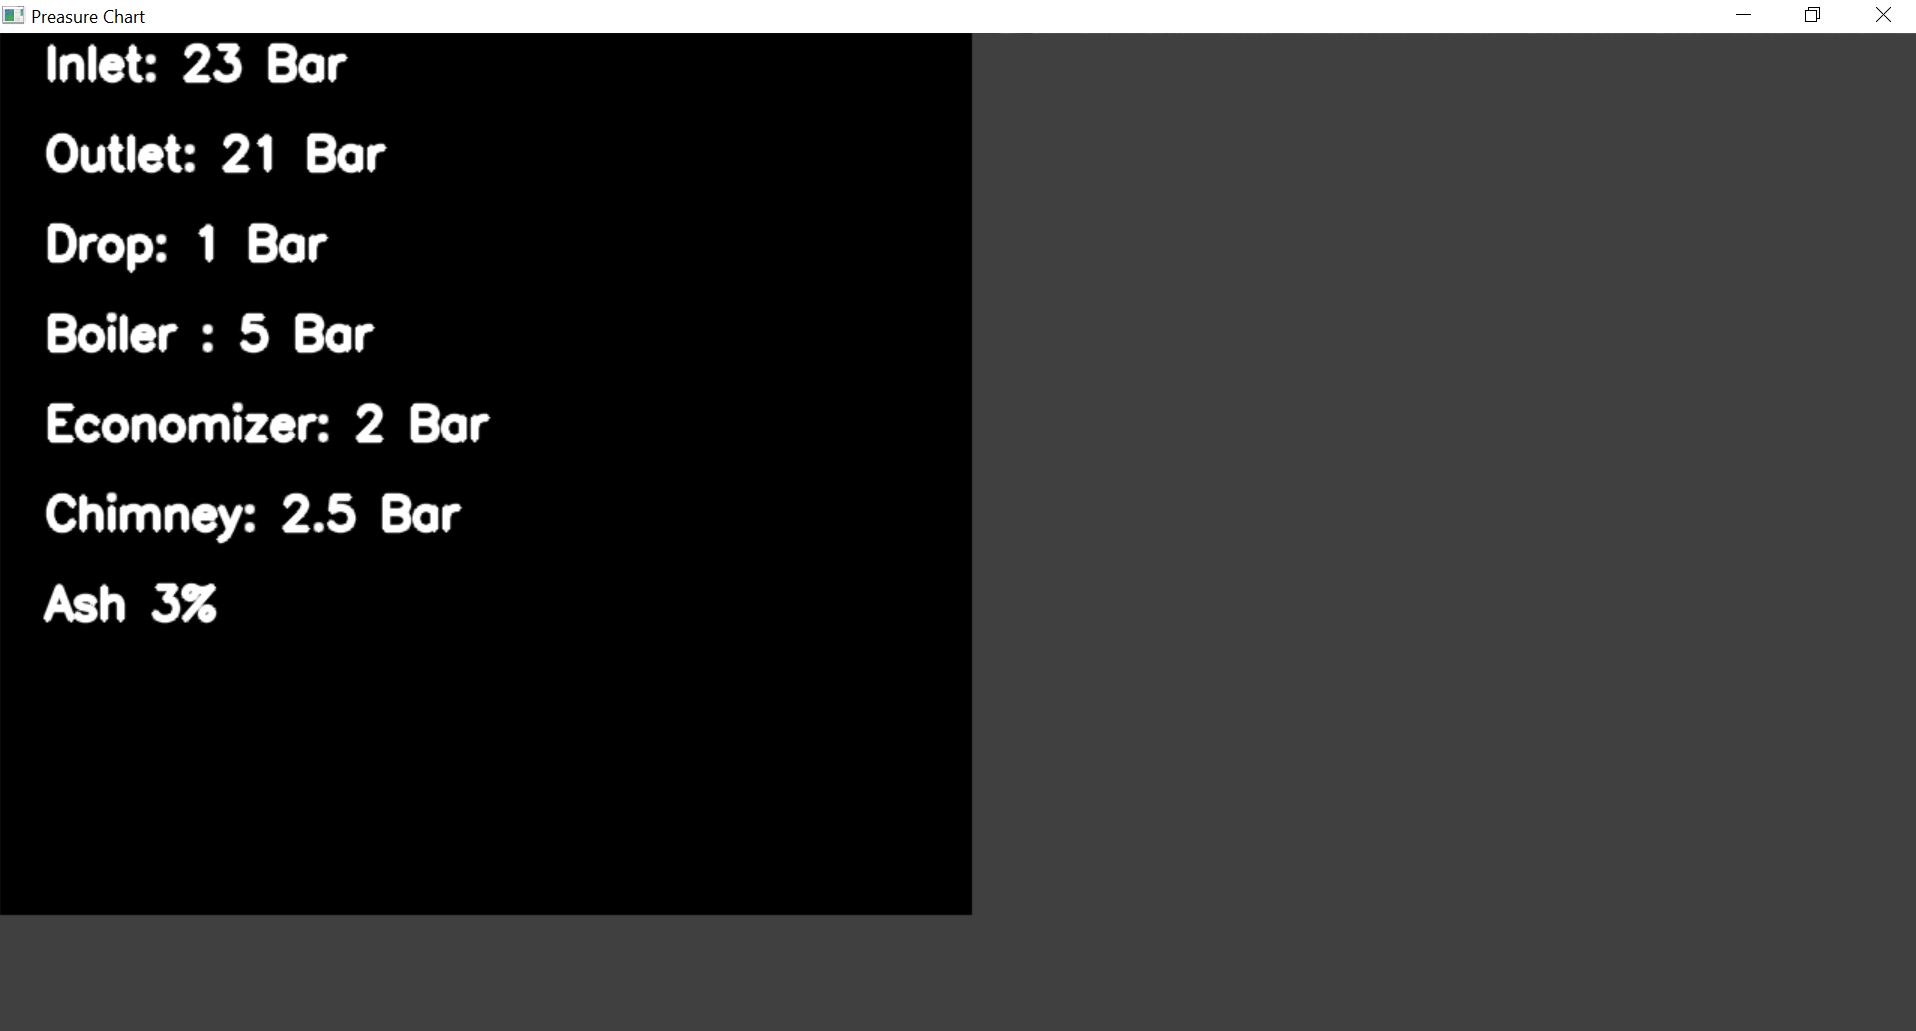 Preasure Chart
Inlet: 23 Bar
Outlet: 21 Bar
Drop: 1 Bar
Boiler : 5 Bar
Economizer: 2 Bar
Chimney: 2.5 Bar
Ash 3%